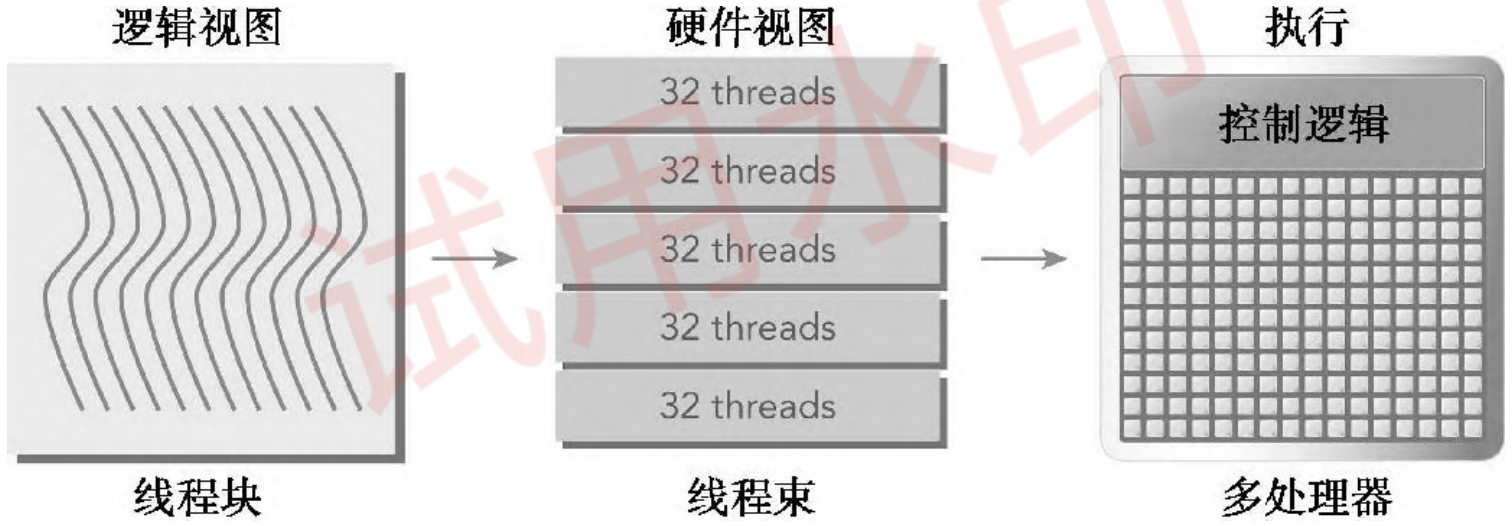 逻辑视图
硬件视图
执行
32 threads
32 threads
32 threads
32 threads
32 threads
控制逻辑
线程块
线程束
多处理器
试用水印